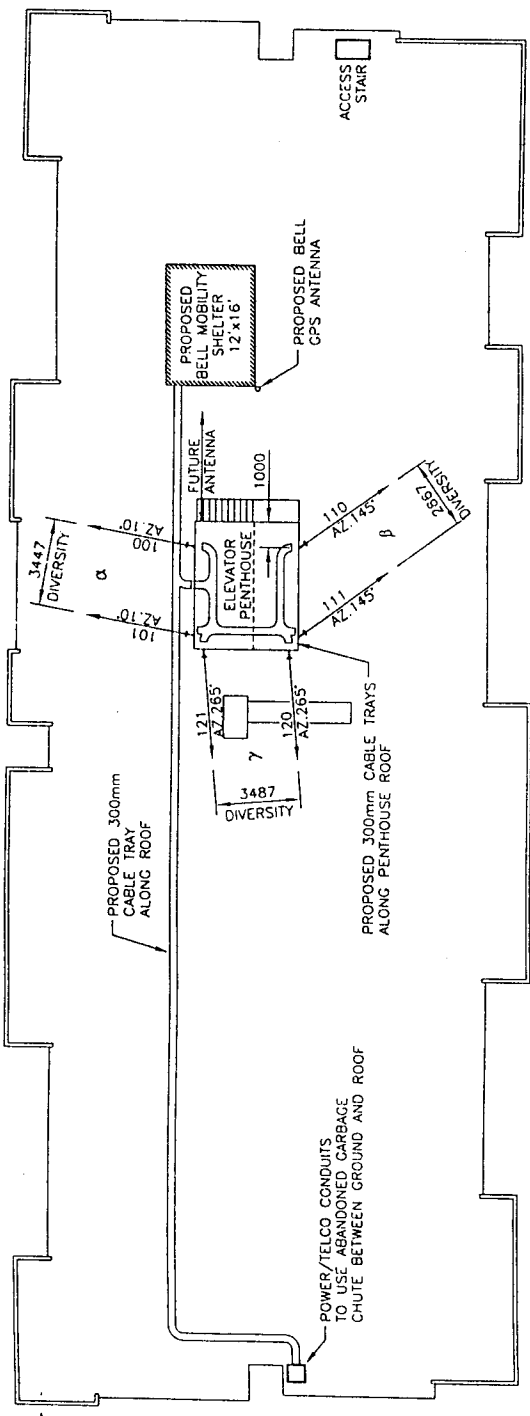 ACCESS
STAIR
PROPOSED
BELL MOBILITY
SHELTER
12'x16'
PROPOSED BELL
GPS ANTENNA
FUTURE
ANTENNA
1000
3447
DIVERSITY
α
100
AZ.10°
101
AZ.10°
ELEVATOR
PENTHOUSE
110
AZ.145°
111
AZ.145°
2667
DIVERSITY
β
121
AZ.265°
120
AZ.265°
γ
3487
DIVERSITY
PROPOSED 300mm CABLE TRAYS
ALONG PENTHOUSE ROOF
PROPOSED 300mm
CABLE TRAY
ALONG ROOF
POWER/TELCO CONDUITS
TO USE ABANDONED GARBAGE
CHUTE BETWEEN GROUND AND ROOF